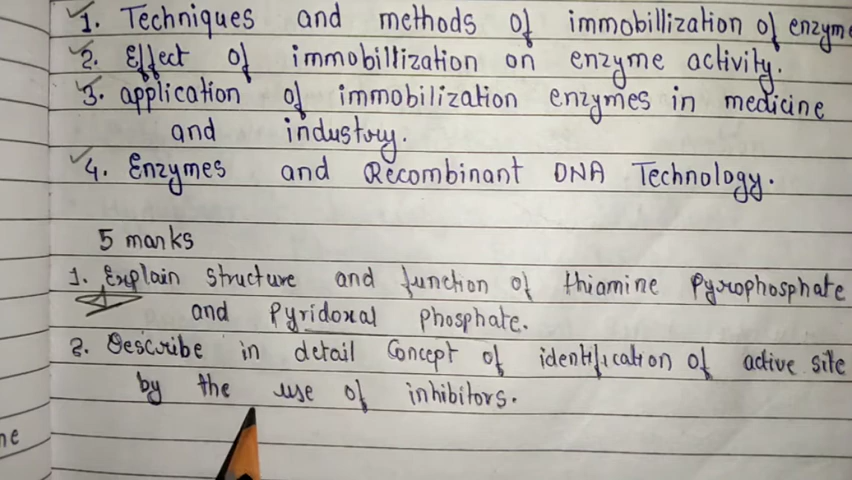 1. Techniques and methods of immobillization of enzyme
2. Effect of immobillization on enzyme activity.
3. application of immobilization enzymes in medicine
and industry.
4. Enzymes and Recombinant DNA Technology.
5 marks
1. Explain structure and function of thiamine Pyrophosphate
and Pyridoxal phosphate.
2. Describe in detail Concept of identification of active site
by the use of inhibitors.
ne